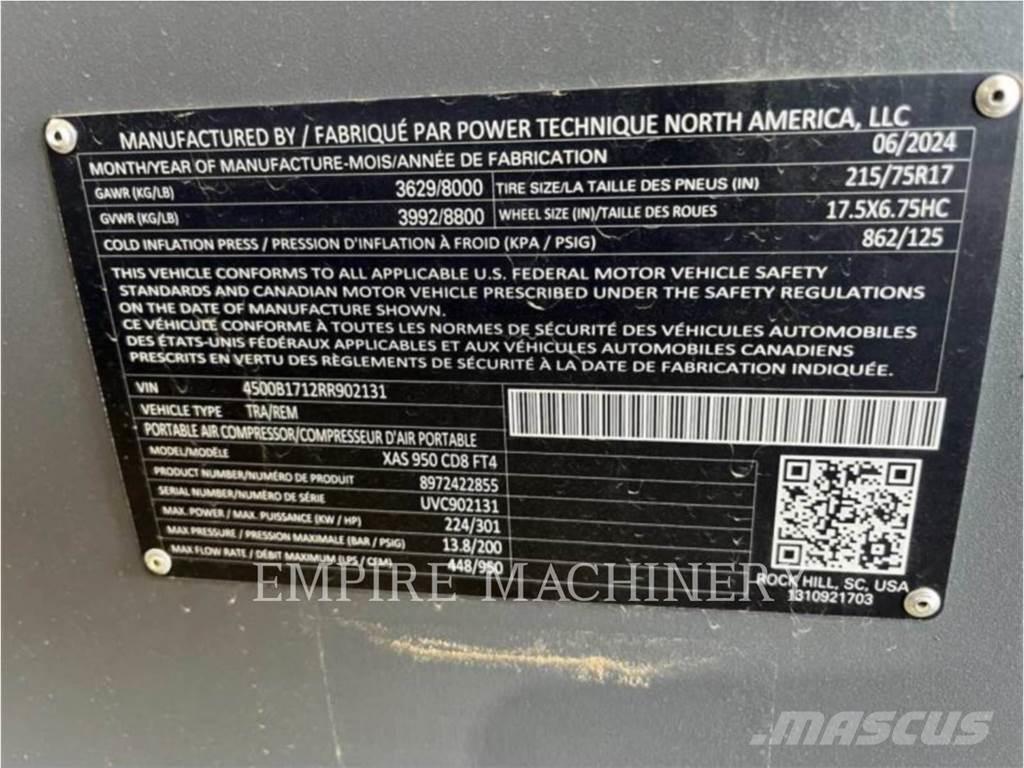 MANUFACTURED BY / FABRIQUÉ PAR POWER TECHNIQUE NORTH AMERICA, LLC
MONTH/YEAR OF MANUFACTURE-MOIS/ANNÉE DE FABRICATION 06/2024
GAWR (KG/LB) 3629/8000 TIRE SIZE/LA TAILLE DES PNEUS (IN) 215/75R17
GVWR (KG/LB) 3992/8800 WHEEL SIZE (IN)/TAILLE DES ROUES 17.5X6.75HC
COLD INFLATION PRESS / PRESSION D'INFLATION À FROID (KPA / PSIG) 862/125
THIS VEHICLE CONFORMS TO ALL APPLICABLE U.S. FEDERAL MOTOR VEHICLE SAFETY
STANDARDS AND CANADIAN MOTOR VEHICLE PRESCRIBED UNDER THE SAFETY REGULATIONS
ON THE DATE OF MANUFACTURE SHOWN.
CE VÉHICULE CONFORME À TOUTES LES NORMES DE SÉCURITÉ DES VÉHICULES AUTOMOBILES
DES ÉTATS-UNIS FÉDÉRAUX APPLICABLES ET AUX VÉHICULES AUTOMOBILES CANADIENS
PRESCRITS EN VERTU DES RÈGLEMENTS DE SÉCURITÉ À LA DATE DE FABRICATION INDIQUÉE.
VIN 4500B1712RR902131
VEHICLE TYPE TRA/REM
PORTABLE AIR COMPRESSOR/COMPRESSEUR D'AIR PORTABLE
MODEL/MODÈLE XAS 950 CD8 FT4
PRODUCT NUMBER/NUMÉRO DE PRODUIT 8972422855
SERIAL NUMBER/NUMÉRO DE SÉRIE UVC902131
MAX. POWER / MAX. PUISSANCE (KW / HP) 224/301
MAX PRESSURE / PRESSION MAXIMALE (BAR / PSIG) 13.8/200
MAX FLOW RATE / DÉBIT MAXIMUM (LPS / CFM) 448/950
ROCK HILL, SC, USA
1310921703
EMPIRE MACHINERY
MASCUS